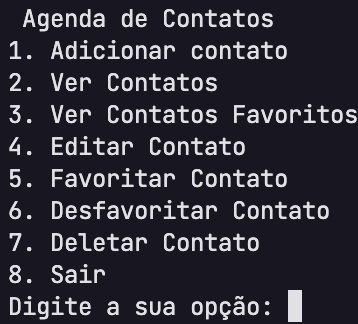 Agenda de Contatos
1. Adicionar contato
2. Ver Contatos
3. Ver Contatos Favoritos
4. Editar Contato
5. Favoritar Contato
6. Desfavoritar Contato
7. Deletar Contato
8. Sair
Digite a sua opção: